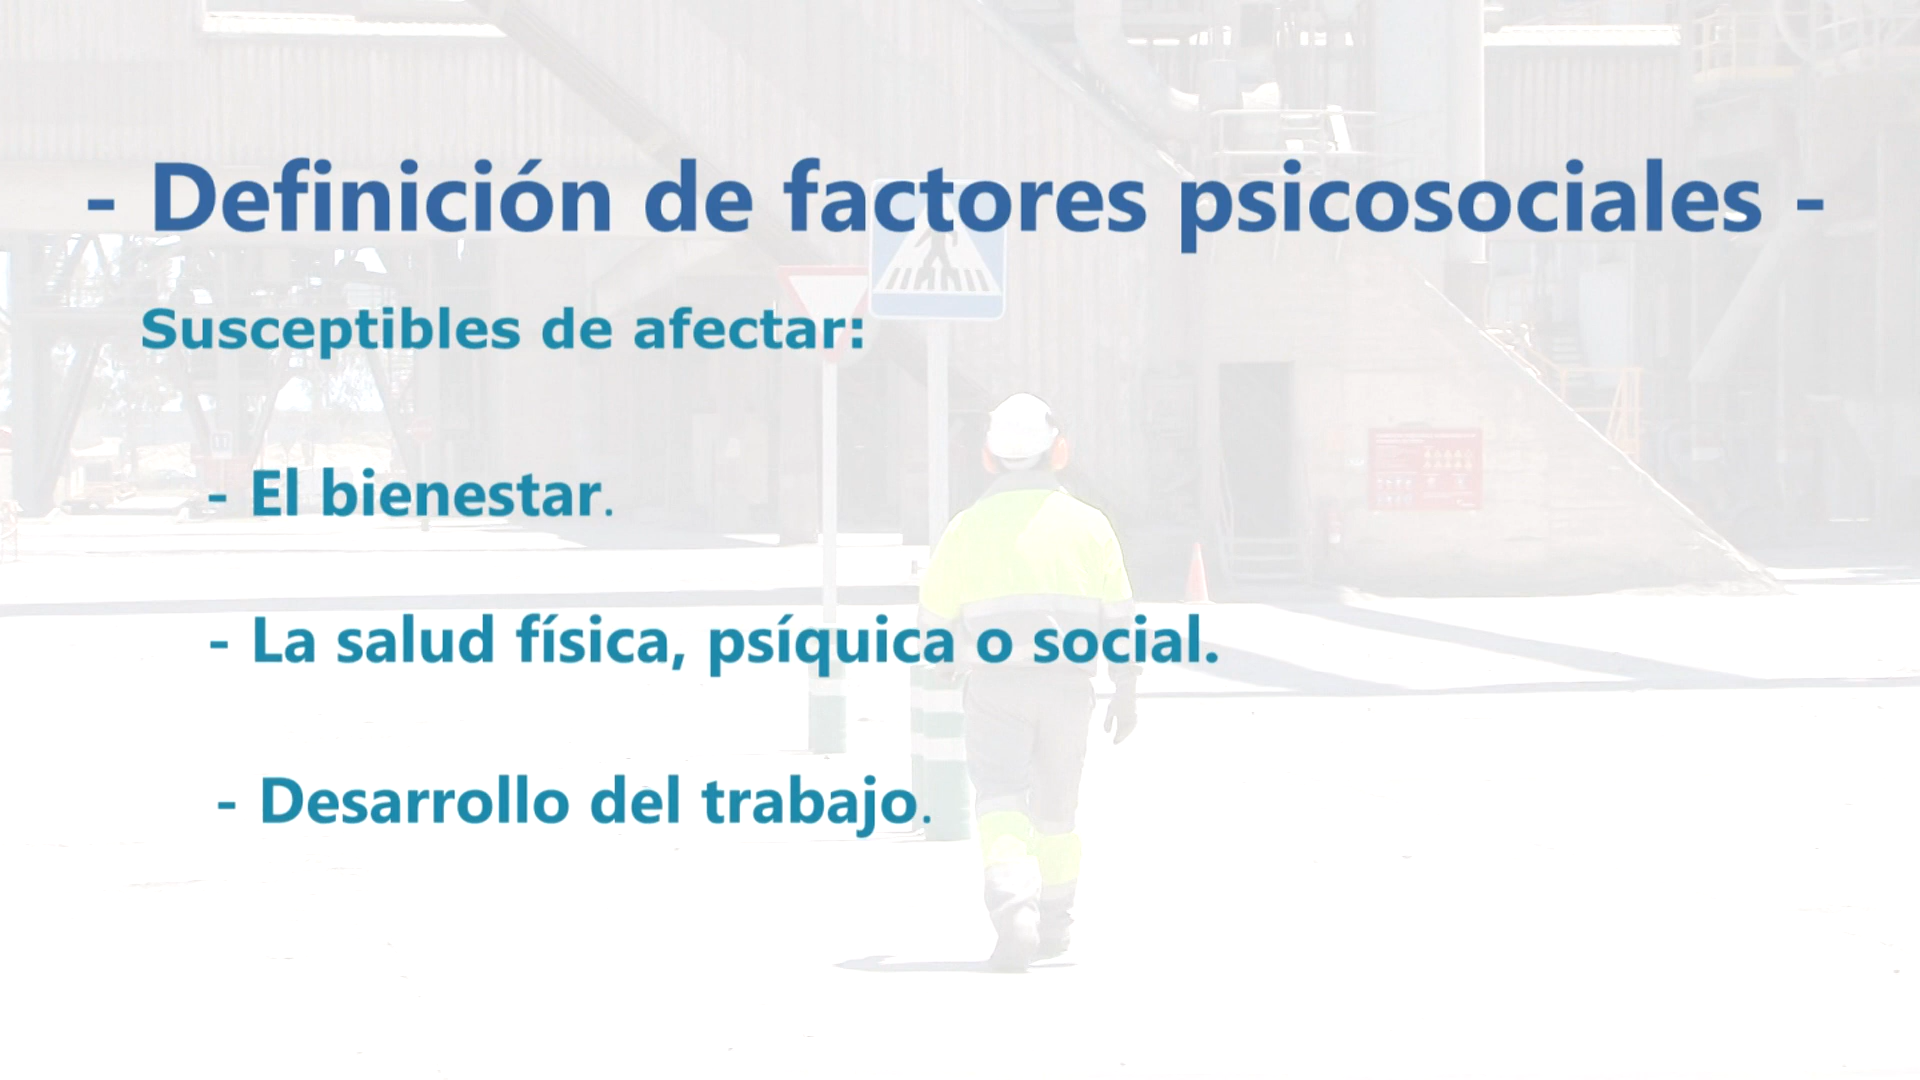 - Definición de factores psicosociales -
Susceptibles de afectar:
- El bienestar.
- La salud física, psíquica o social.
- Desarrollo del trabajo.